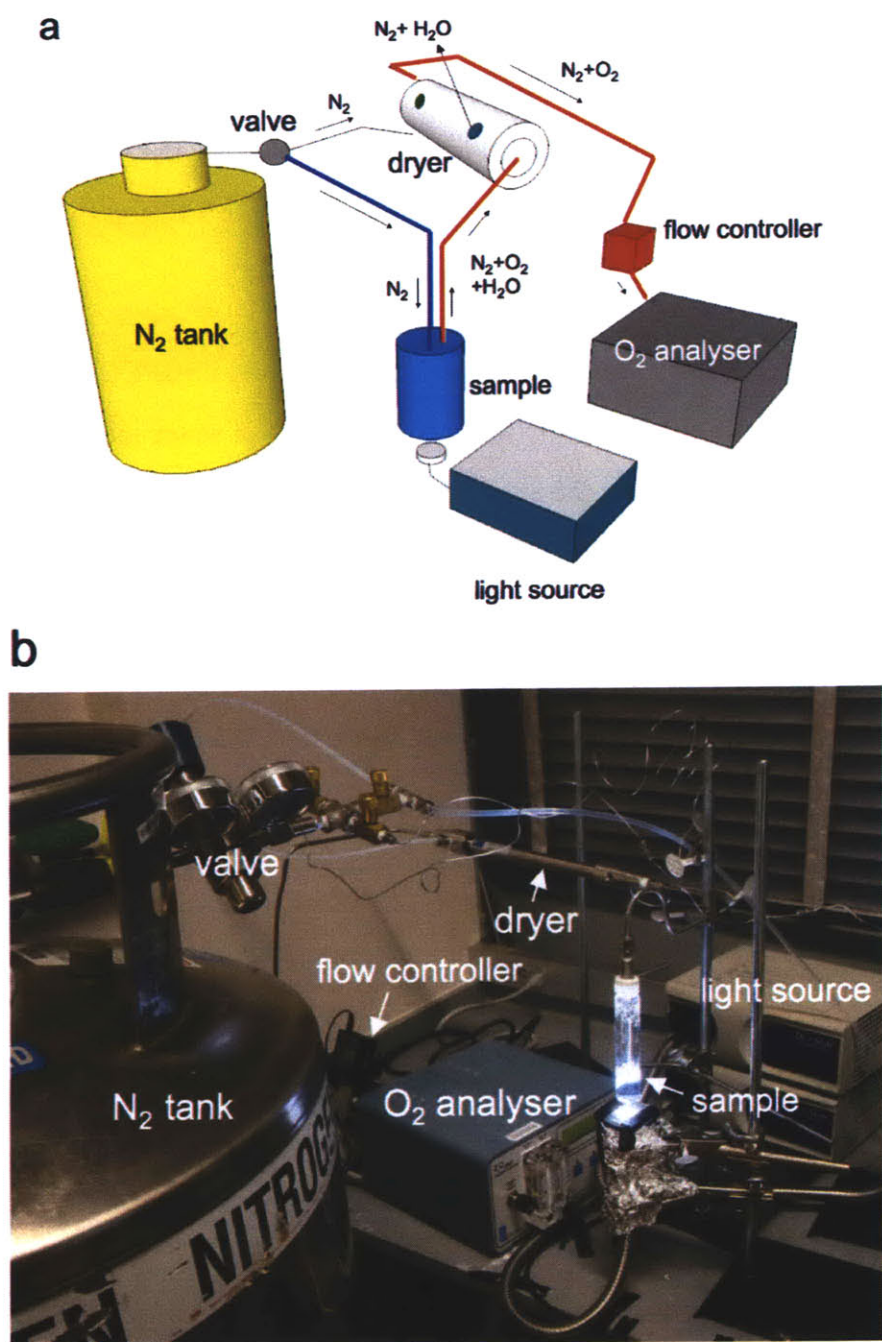 a
N₂+ H₂O
N₂+O₂
N₂
valve
dryer
flow controller
N₂+O₂
+H₂O
N₂
N₂ tank
O₂ analyser
sample
light source
b
valve
dryer
flow controller
light source
N₂ tank
O₂ analyser
sample
NITROGE
EN